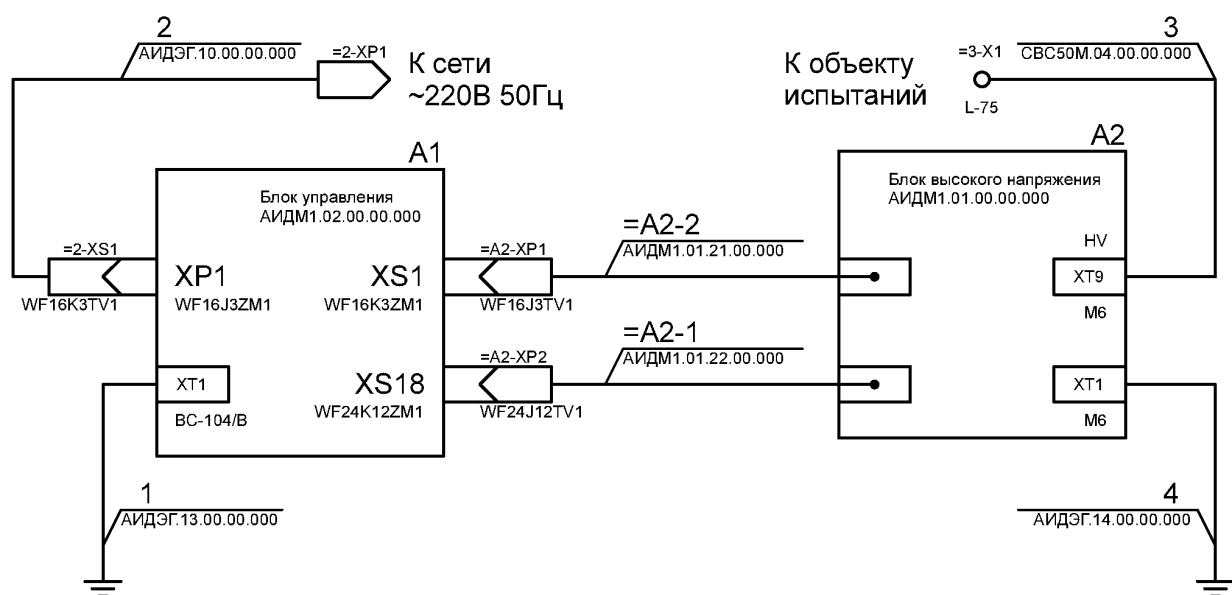 2
АИДЭГ.10.00.00.000
=2-XP1
К сети
~220В 50Гц
К объекту
испытаний
=3-X1
L-75
3
СВС50М.04.00.00.000
A1
Блок управления
АИДМ1.02.00.00.000
=2-XS1
WF16K3TV1
XP1
WF16J3ZM1
XS1
WF16K3ZM1
=A2-XP1
WF16J3TV1
=A2-2
АИДМ1.01.21.00.000
XT1
BC-104/B
XS18
WF24K12ZM1
=A2-XP2
WF24J12TV1
=A2-1
АИДМ1.01.22.00.000
A2
Блок высокого напряжения
АИДМ1.01.00.00.000
HV
XT9
M6
XT1
M6
1
АИДЭГ.13.00.00.000
4
АИДЭГ.14.00.00.000